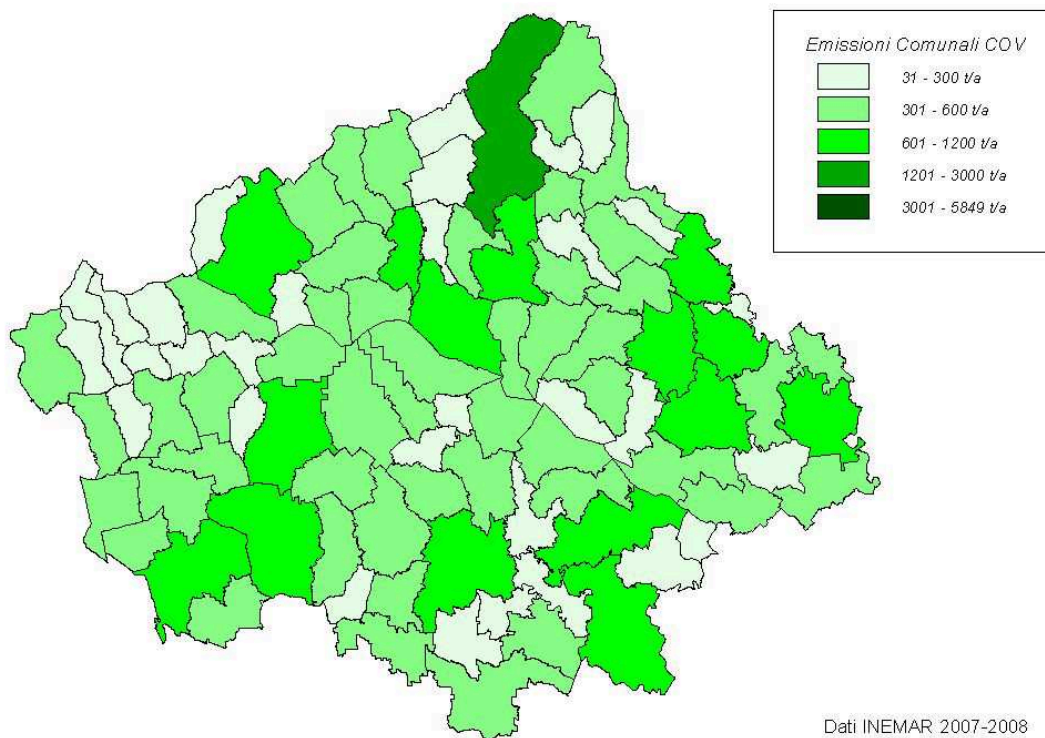 Emissioni Comunali COV
31 - 300 t/a
301 - 600 t/a
601 - 1200 t/a
1201 - 3000 t/a
3001 - 5849 t/a
Dati INEMAR 2007-2008